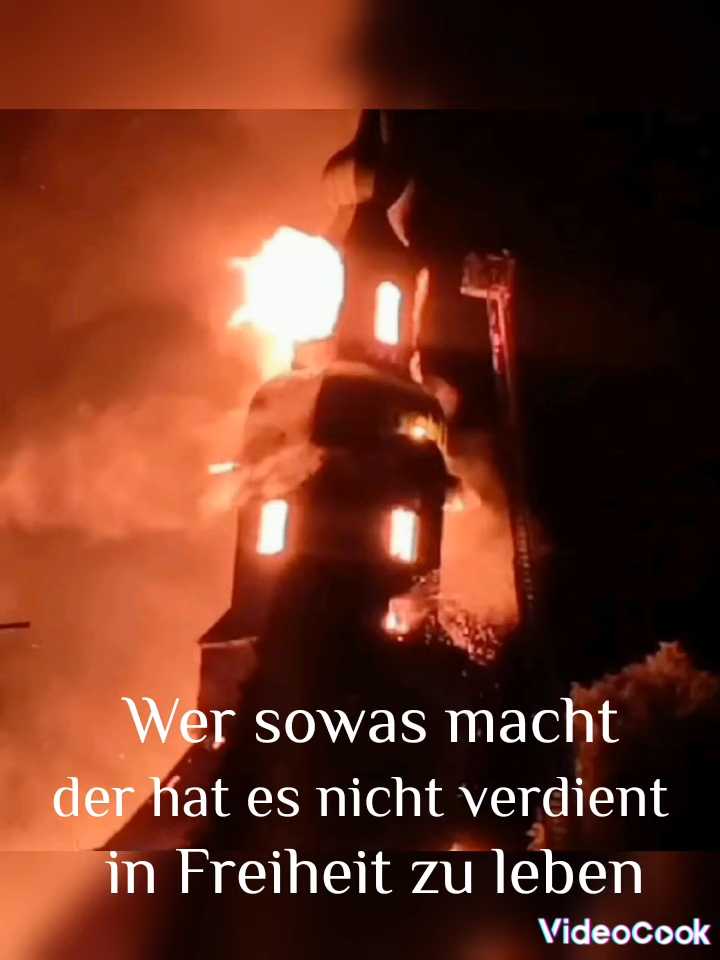 Wer sowas macht
der hat es nicht verdient
in Freiheit zu leben
VideoCook